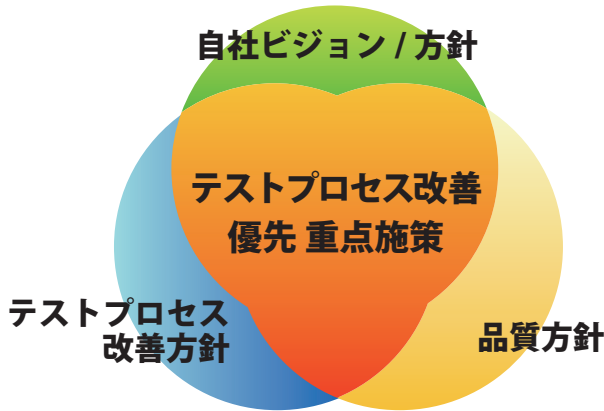 自社ビジョン / 方針
テストプロセス改善
優先 重点施策
テストプロセス
改善方針
品質方針